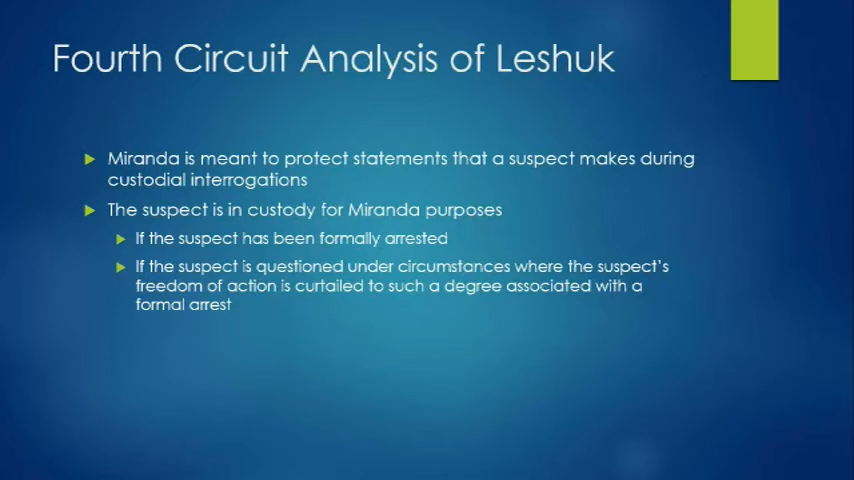 Fourth Circuit Analysis of Leshuk
Miranda is meant to protect statements that a suspect makes during
custodial interrogations
The suspect is in custody for Miranda purposes
If the suspect has been formally arrested
If the suspect is questioned under circumstances where the suspect's
freedom of action is curtailed to such a degree associated with a
formal arrest